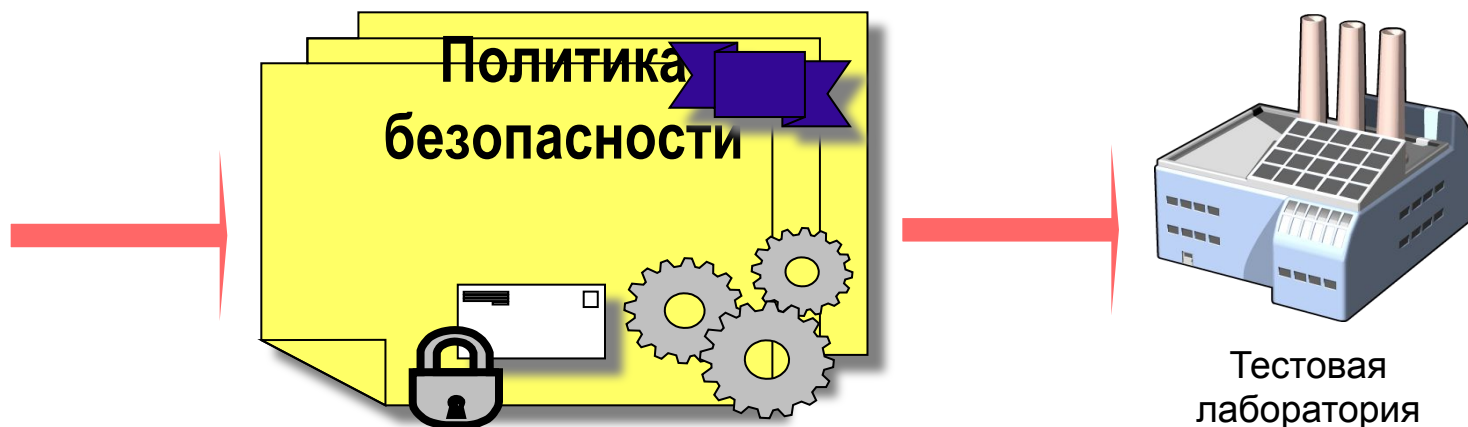 Политика
безопасности
Тестовая
лаборатория